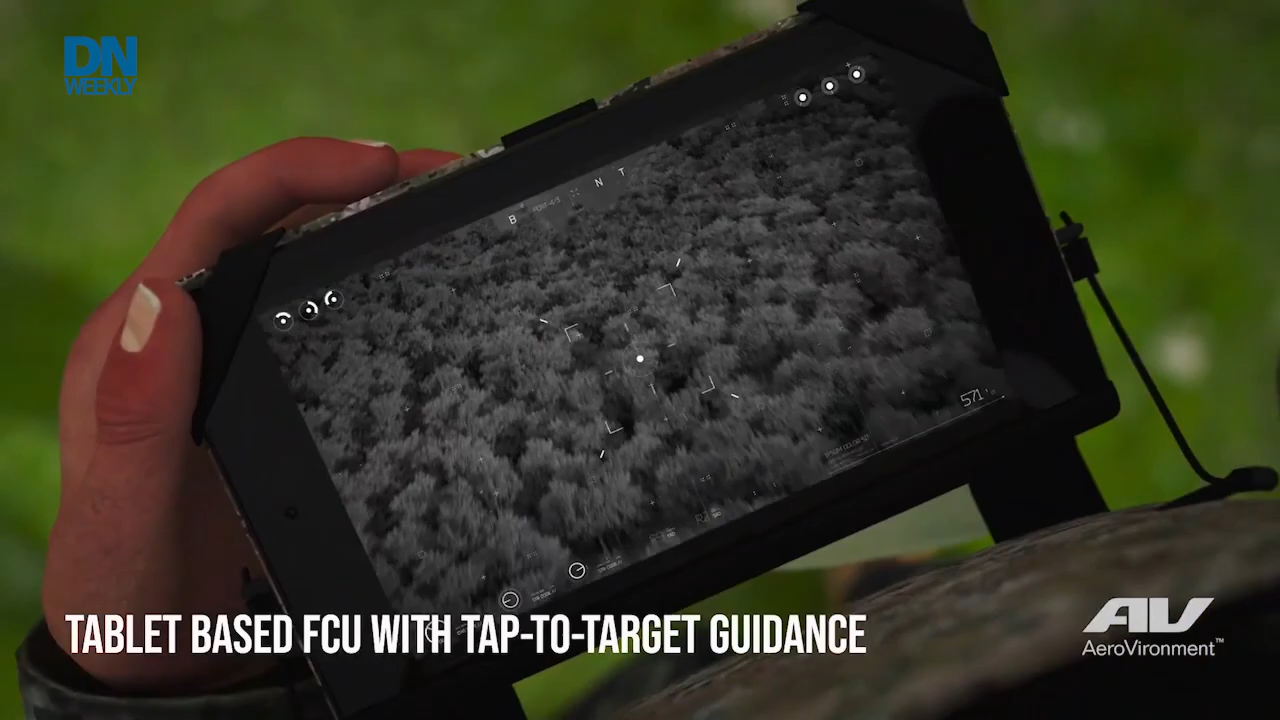 DN
WEEKLY
N T
B
571
TABLET BASED FCU WITH TAP-TO-TARGET GUIDANCE
AV
AeroVironment™